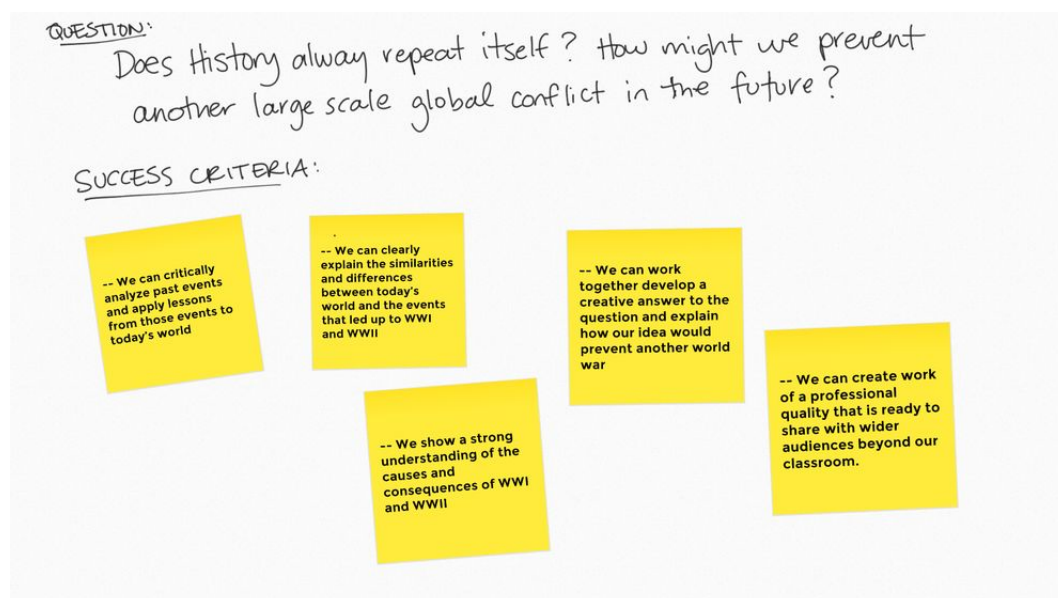 QUESTION:
Does History alway repeat itself? How might we prevent
another large scale global conflict in the future?
SUCCESS CRITERIA:
-- We can critically
analyze past events
and apply lessons
from those events to
today's world
-- We can clearly
explain the similarities
and differences
between today's
world and the events
that led up to WWI
and WWII
-- We show a strong
understanding of the
causes and
consequences of WWI
and WWII
-- We can work
together develop a
creative answer to the
question and explain
how our idea would
prevent another world
war
-- We can create work
of a professional
quality that is ready to
share with wider
audiences beyond our
classroom.